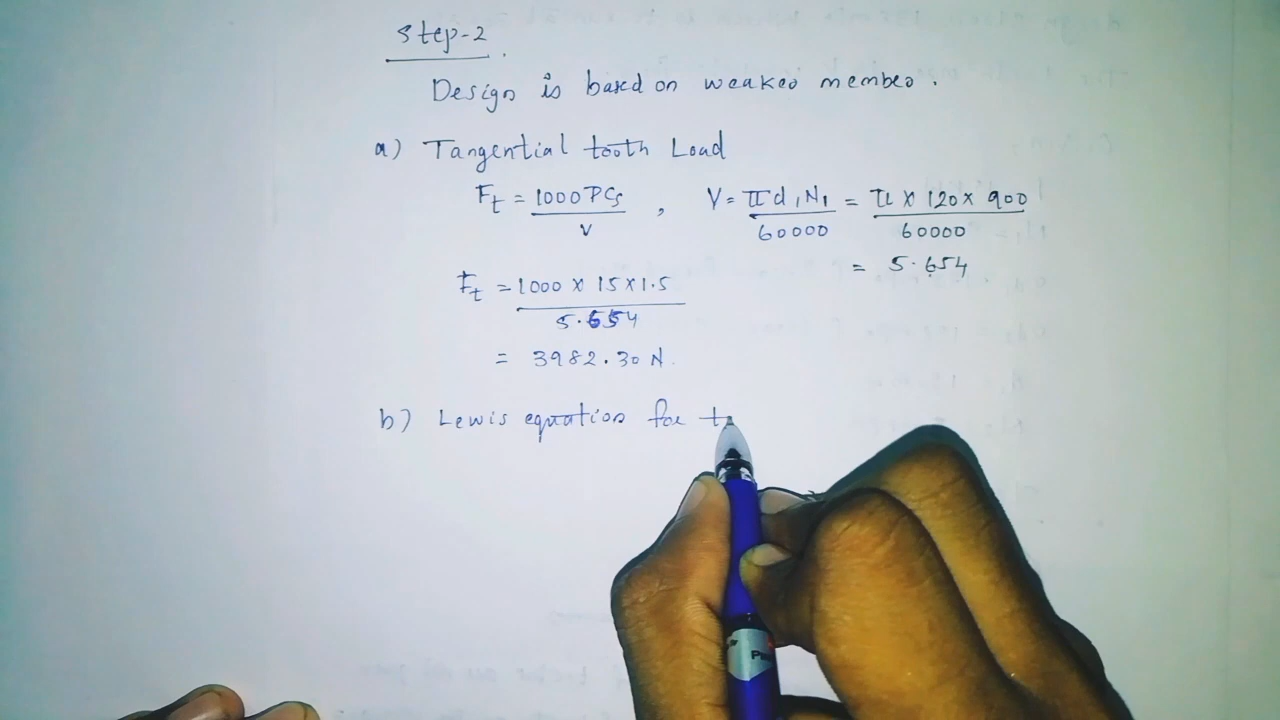 Step-2
Design is based on weaker member.
a) Tangential tooth Load
Ft = 1000PCs / V , V = πd1N1 / 60000 = π × 120 × 900 / 60000
= 5.654
Ft = 1000 × 15 × 1.5 / 5.654
= 3982.30 N.
b) Lewis equation for